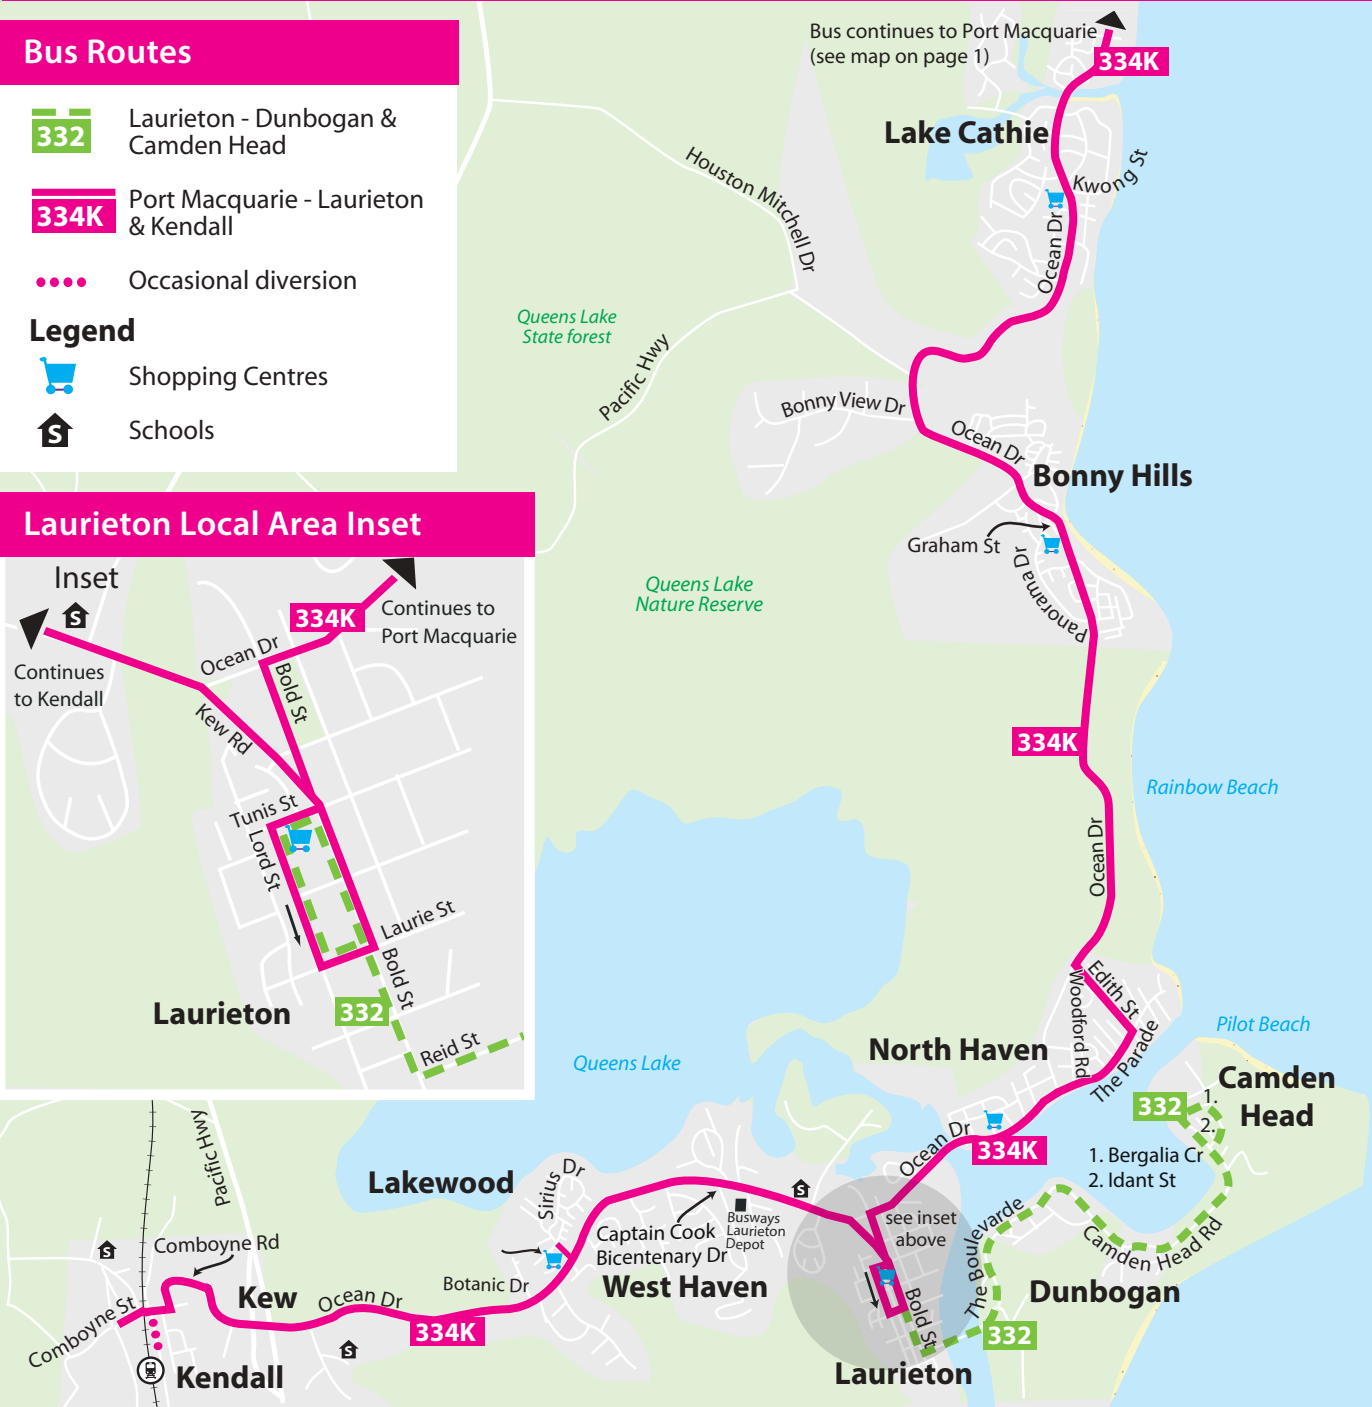 Bus Routes
332
Laurieton - Dunbogan &
Camden Head
334K
Port Macquarie - Laurieton
& Kendall
Occasional diversion
Legend
Shopping Centres
S
Schools
Bus continues to Port Macquarie
(see map on page 1)
334K
Lake Cathie
Kwong St
Ocean Dr
Houston Mitchell Dr
Queens Lake
State forest
Pacific Hwy
Bonny View Dr
Ocean Dr
Bonny Hills
Graham St
Panorama Dr
Queens Lake
Nature Reserve
334K
Rainbow Beach
Ocean Dr
Edith St
Woodford Rd
The Parade
Pilot Beach
North Haven
Queens Lake
Camden
Head
332
1.
2.
1. Bergalia Cr
2. Idant St
Ocean Dr
334K
Laurieton Local Area Inset
Inset
S
Continues
to Kendall
334K
Continues to
Port Macquarie
Ocean Dr
Bold St
Kew Rd
Tunis St
Lord St
Laurie St
Bold St
Laurieton
332
Reid St
Pacific Hwy
Lakewood
Sirius Dr
S
Captain Cook
Bicentenary Dr
Busways
Laurieton
Depot
see inset
above
The Boulevarde
Camden Head Rd
S
Comboyne Rd
West Haven
Botanic Dr
Dunbogan
Kew
Ocean Dr
334K
Bold St
332
Comboyne St
S
Kendall
Laurieton